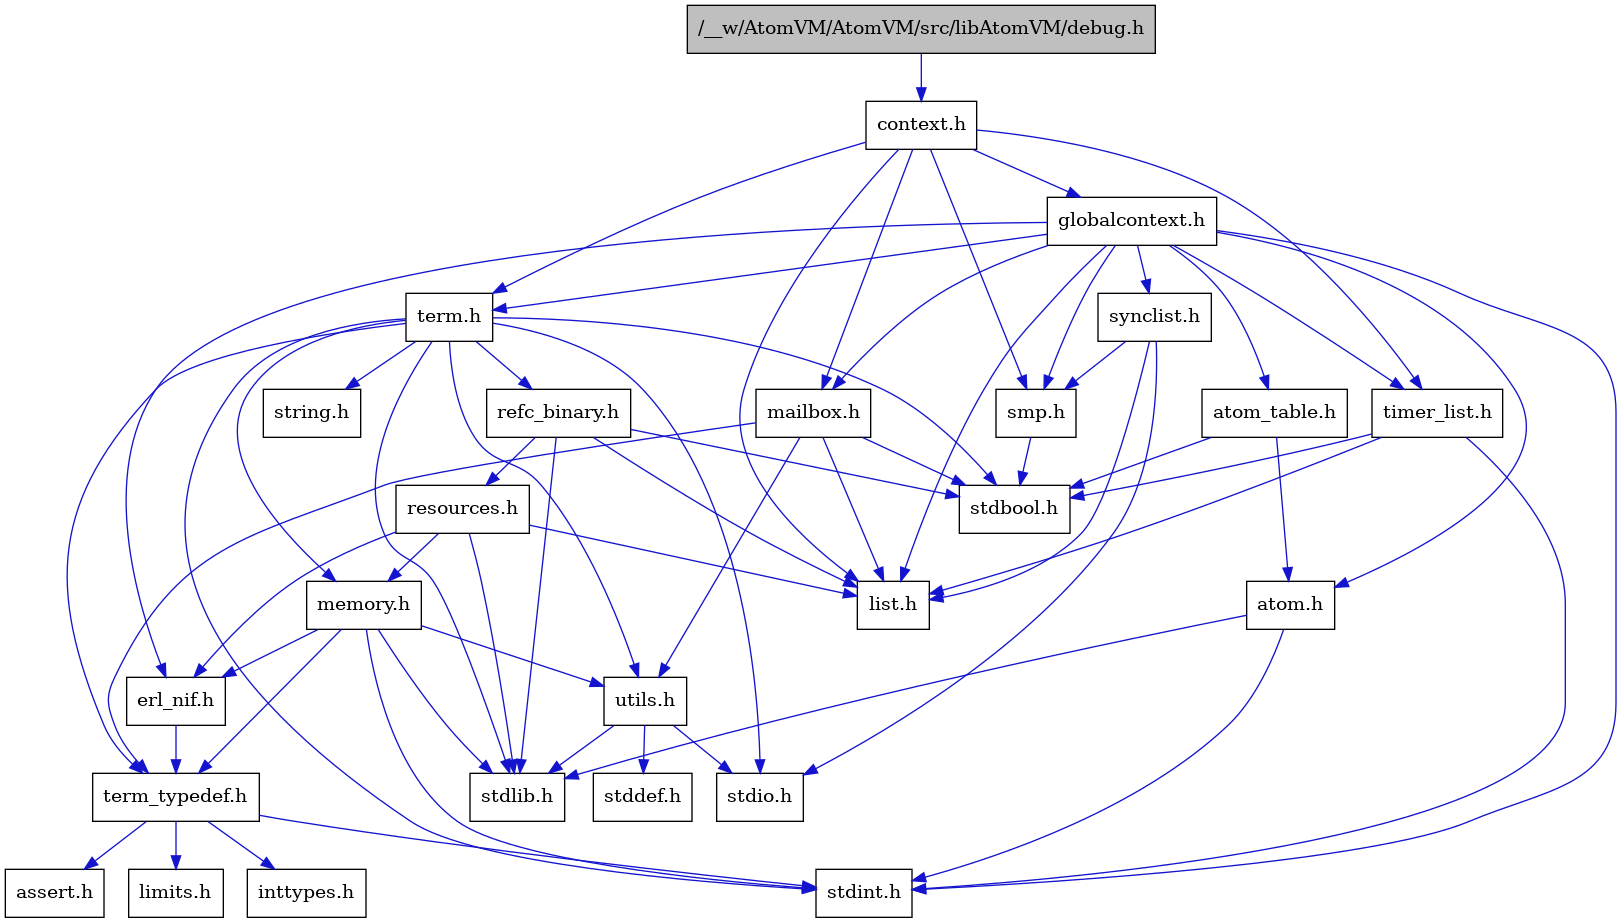 /__w/AtomVM/AtomVM/src/libAtomVM/debug.h
context.h
globalcontext.h
term.h
synclist.h
string.h
refc_binary.h
mailbox.h
smp.h
atom_table.h
timer_list.h
resources.h
stdbool.h
memory.h
list.h
atom.h
erl_nif.h
utils.h
term_typedef.h
stdlib.h
stddef.h
stdio.h
assert.h
limits.h
inttypes.h
stdint.h